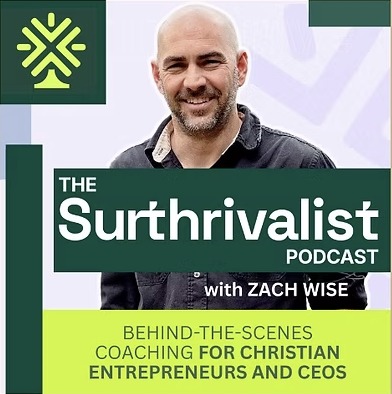 THE
Surthrivalist
PODCAST
with ZACH WISE
BEHIND-THE-SCENES
COACHING FOR CHRISTIAN
ENTREPRENEURS AND CEOS